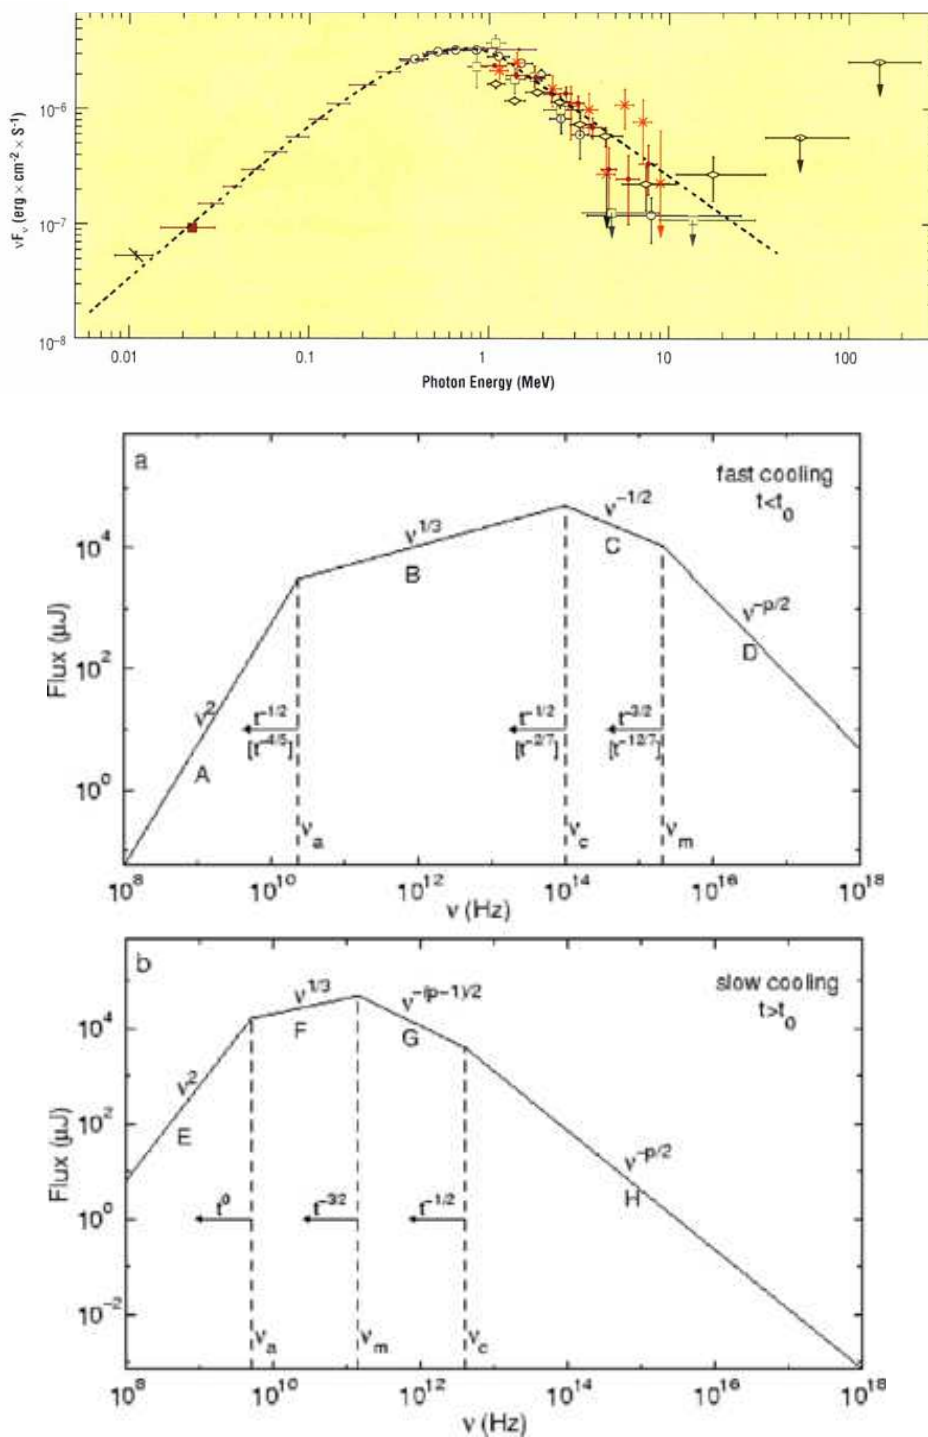 νFν (erg × cm⁻² × S⁻¹)
10⁻⁶
10⁻⁷
10⁻⁸
0.01 0.1 1 10 100
Photon Energy (MeV)
a
fast cooling
t<t₀
ν⁻¹/²
ν¹/³
C
B
ν⁻ᵖ/²
D
ν²
A
Flux (μJ)
10⁴
10²
10⁰
t⁻¹/² t⁻¹/² t⁻³/²
[t⁻⁴/⁵] [t⁻²/⁷] [t⁻¹²/⁷]
νa νc νm
10⁸ 10¹⁰ 10¹² 10¹⁴ 10¹⁶ 10¹⁸
ν (Hz)
b
slow cooling
t>t₀
ν¹/³
ν⁻⁽ᵖ⁻¹⁾/²
F
G
ν²
E
ν⁻ᵖ/²
H
Flux (μJ)
10⁴
10²
10⁰
10⁻²
t⁰ t⁻³/² t⁻¹/²
νa νm νc
10⁸ 10¹⁰ 10¹² 10¹⁴ 10¹⁶ 10¹⁸
ν (Hz)